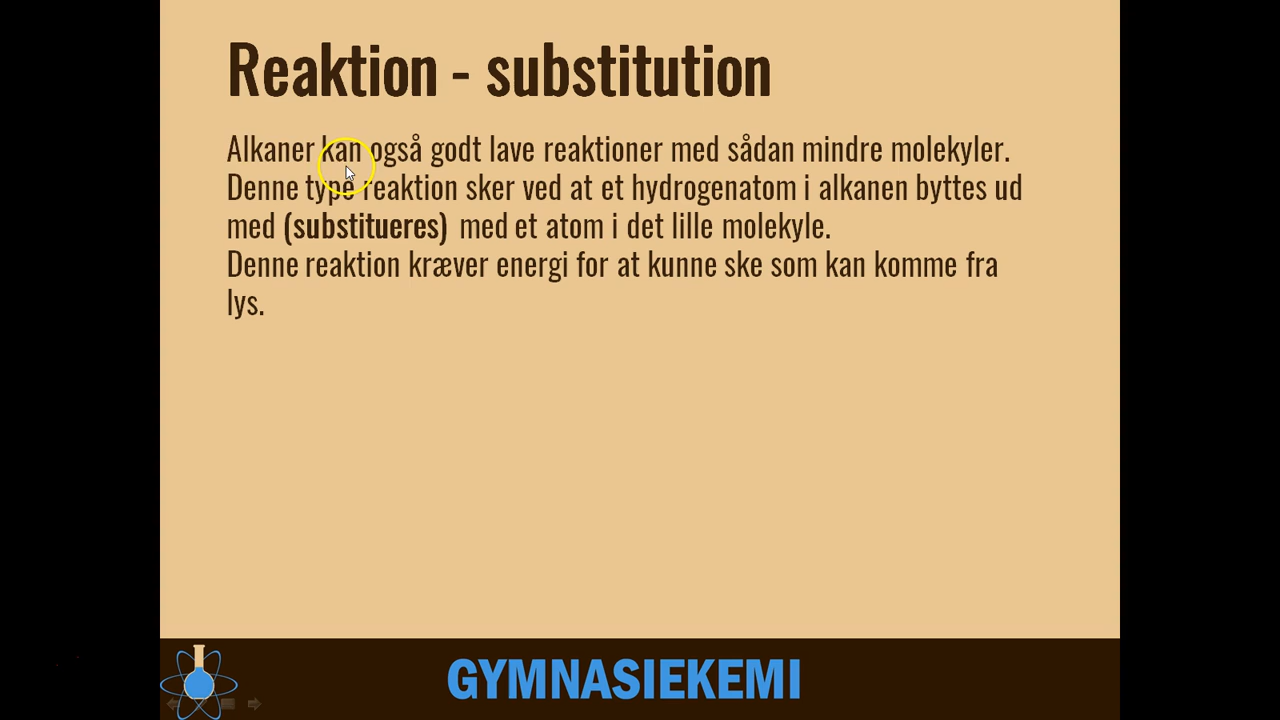 Reaktion - substitution
Alkaner kan også godt lave reaktioner med sådan mindre molekyler.
Denne type reaktion sker ved at et hydrogenatom i alkanen byttes ud
med (substitueres) med et atom i det lille molekyle.
Denne reaktion kræver energi for at kunne ske som kan komme fra
lys.
GYMNASIEKEMI